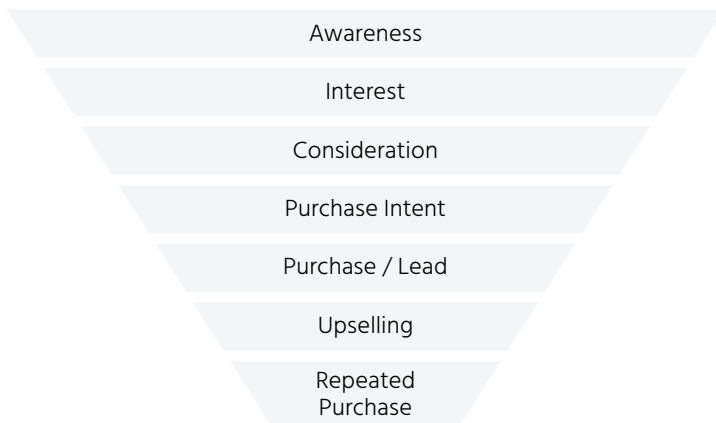 Awareness
Interest
Consideration
Purchase Intent
Purchase / Lead
Upselling
Repeated
Purchase